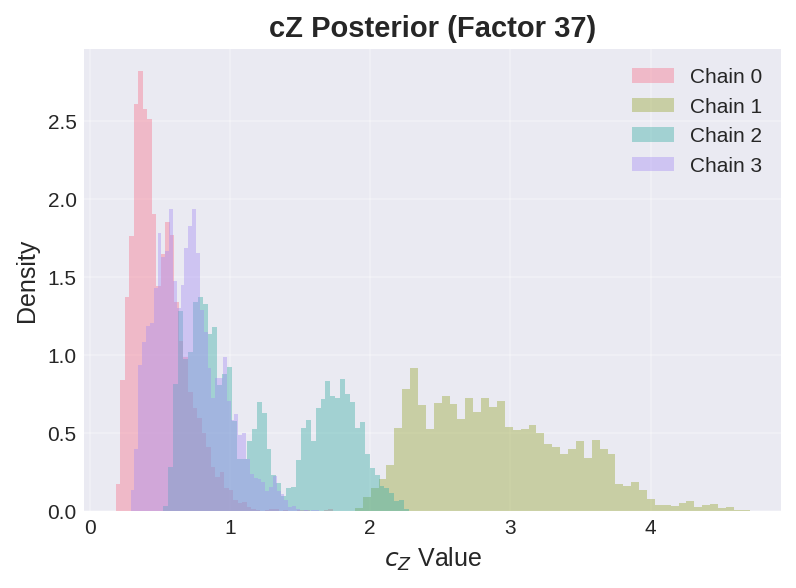 cZ Posterior (Factor 37)
Chain 0
Chain 1
Chain 2
Chain 3
Density
2.5
2.0
1.5
1.0
0.5
0.0
0 1 2 3 4
c_Z Value